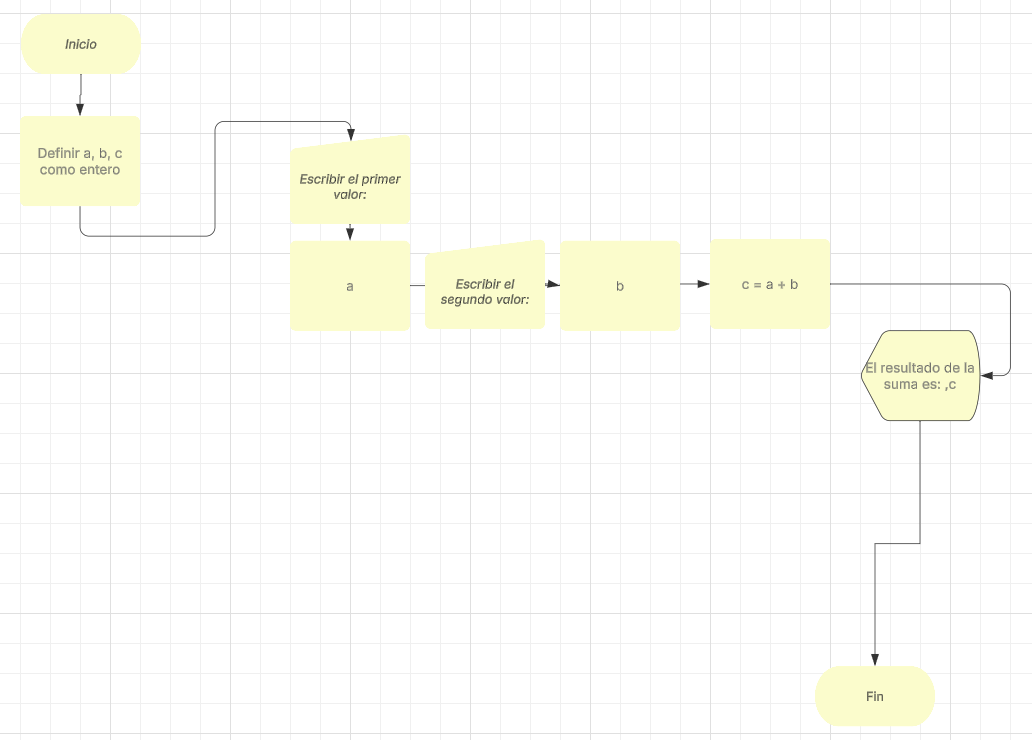 Inicio
Definir a, b, c
como entero
Escribir el primer
valor:
a
Escribir el
segundo valor:
b
c = a + b
El resultado de la
suma es: ,c
Fin